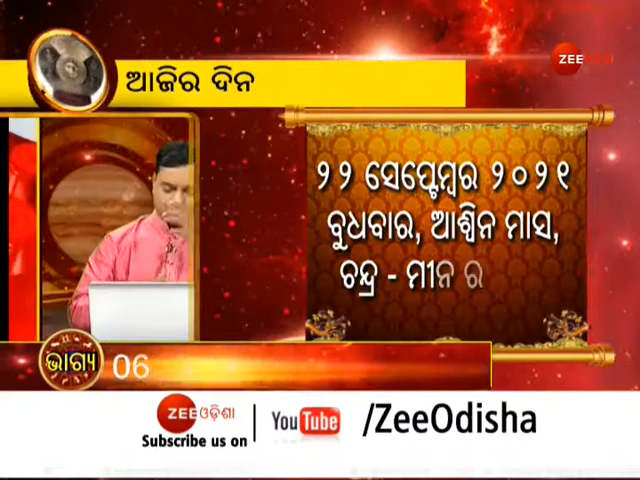 ଆଜିର ଦିନ
ZEE
୨୨ ସେପ୍ଟେମ୍ବର ୨୦୨୧
ବୁଧବାର, ଆଶ୍ୱିନ ମାସ,
ଚନ୍ଦ୍ର - ମୀନ ର
ଭାଗ୍ୟ 06
ZEE ଓଡ଼ିଶା
Subscribe us on
YouTube
/ZeeOdisha